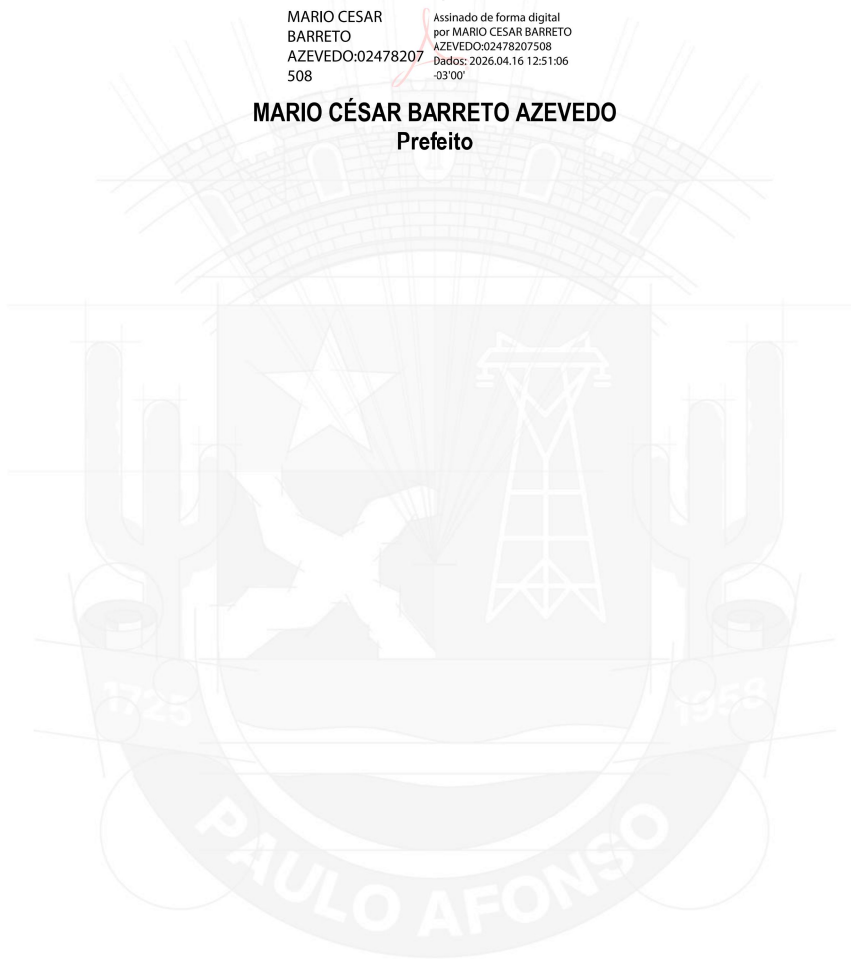 MARIO CESAR
BARRETO
AZEVEDO:02478207
508
Assinado de forma digital
por MARIO CESAR BARRETO
AZEVEDO:02478207508
Dados: 2026.04.16 12:51:06
-03'00'
MARIO CÉSAR BARRETO AZEVEDO
Prefeito
1725
1958
PAULO AFONSO